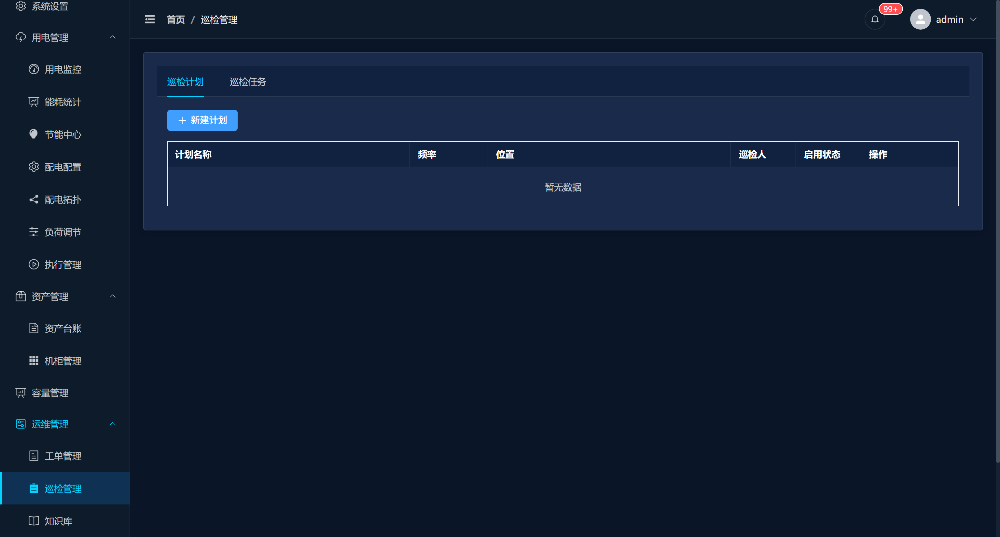 系统设置
用电管理
用电监控
能耗统计
节能中心
配电配置
配电拓扑
负荷调节
执行管理
资产管理
资产台账
机柜管理
容量管理
运维管理
工单管理
巡检管理
知识库
首页 / 巡检管理
99+
admin
巡检计划 巡检任务
新建计划
计划名称 频率 位置 巡检人 启用状态 操作
暂无数据